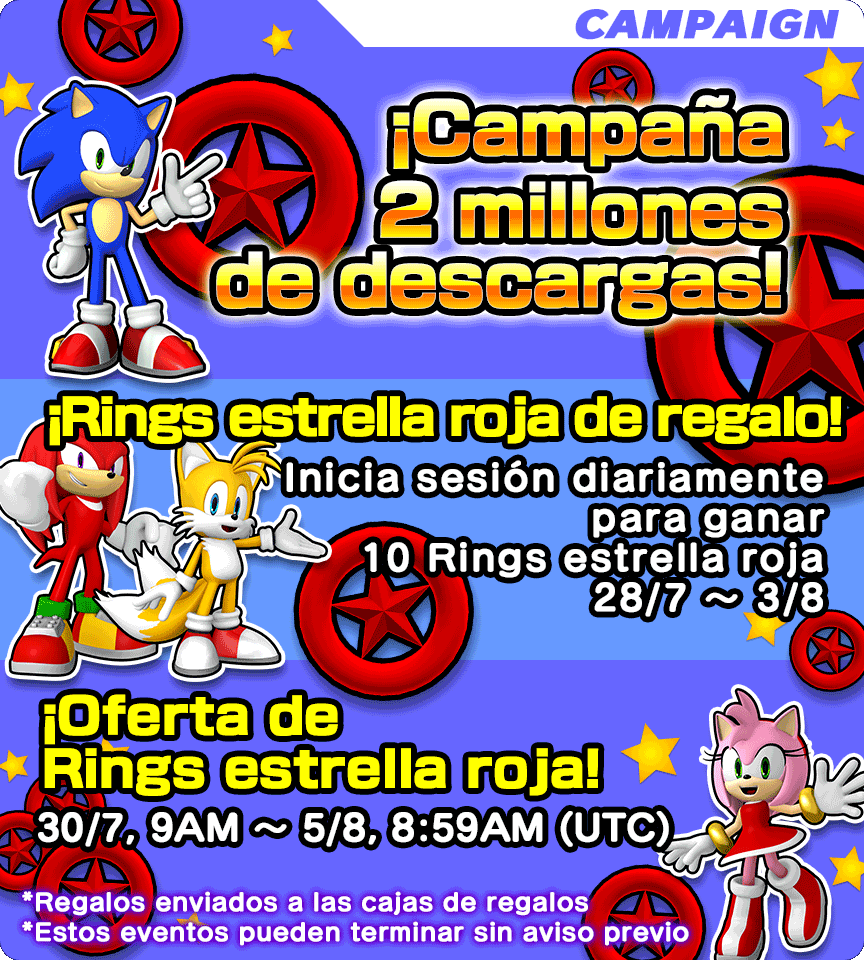 CAMPAIGN
¡Campaña
2 millones
de descargas!
¡Rings estrella roja de regalo!
Inicia sesión diariamente
para ganar
10 Rings estrella roja
28/7 ～ 3/8
¡Oferta de
Rings estrella roja!
30/7, 9AM ～ 5/8, 8:59AM (UTC)
*Regalos enviados a las cajas de regalos
*Estos eventos pueden terminar sin aviso previo